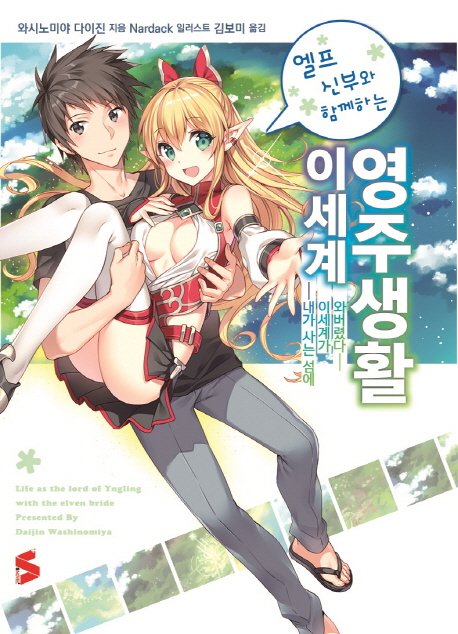 와시노미야 다이진 지음 Nardack 일러스트 김보미 옮김
엘프
신부와
함께하는
이세계
영주생활
─내가 사는 섬에
이세계가
와버렸다─
Life as the lord of Yngling
with the elven bride
Presented By
Daijin Washinomiya
S